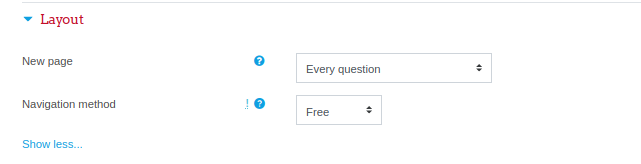 Layout
New page ? Every question
Navigation method ! ? Free
Show less...